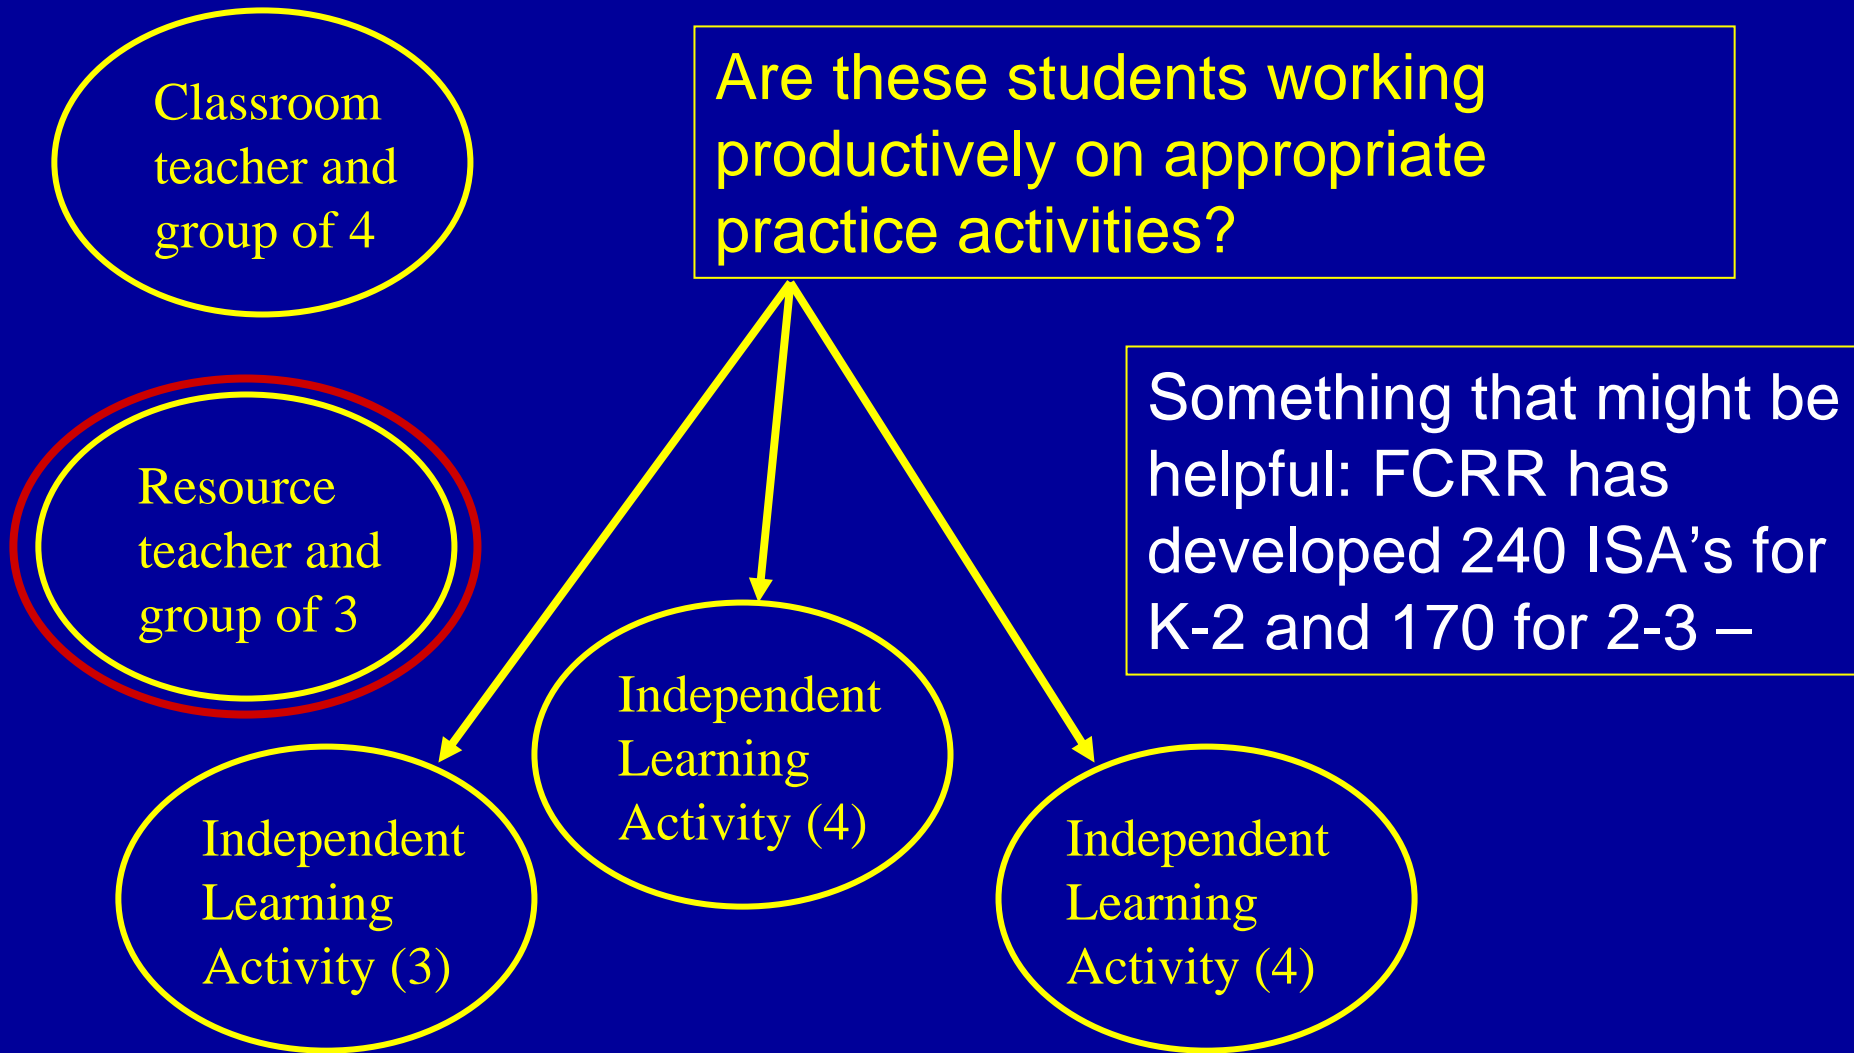 Classroom
teacher and
group of 4
Are these students working
productively on appropriate
practice activities?
Something that might be
helpful: FCRR has
developed 240 ISA’s for
K-2 and 170 for 2-3 –
Resource
teacher and
group of 3
Independent
Learning
Activity (4)
Independent
Learning
Activity (3)
Independent
Learning
Activity (4)